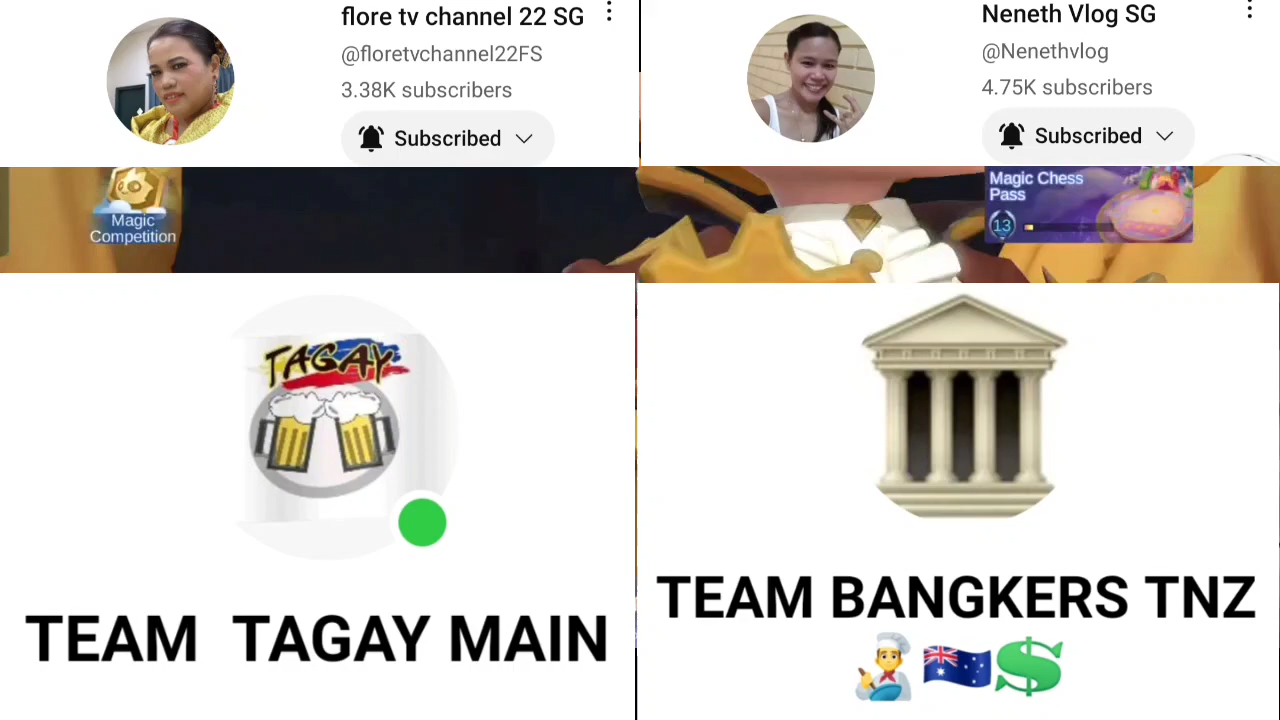 flore tv channel 22 SG
@floretvchannel22FS
3.38K subscribers
Subscribed
Neneth Vlog SG
@Nenethvlog
4.75K subscribers
Subscribed
Magic
Competition
Magic Chess
Pass
13
TAGAY
TEAM TAGAY MAIN
TEAM BANGKERS TNZ